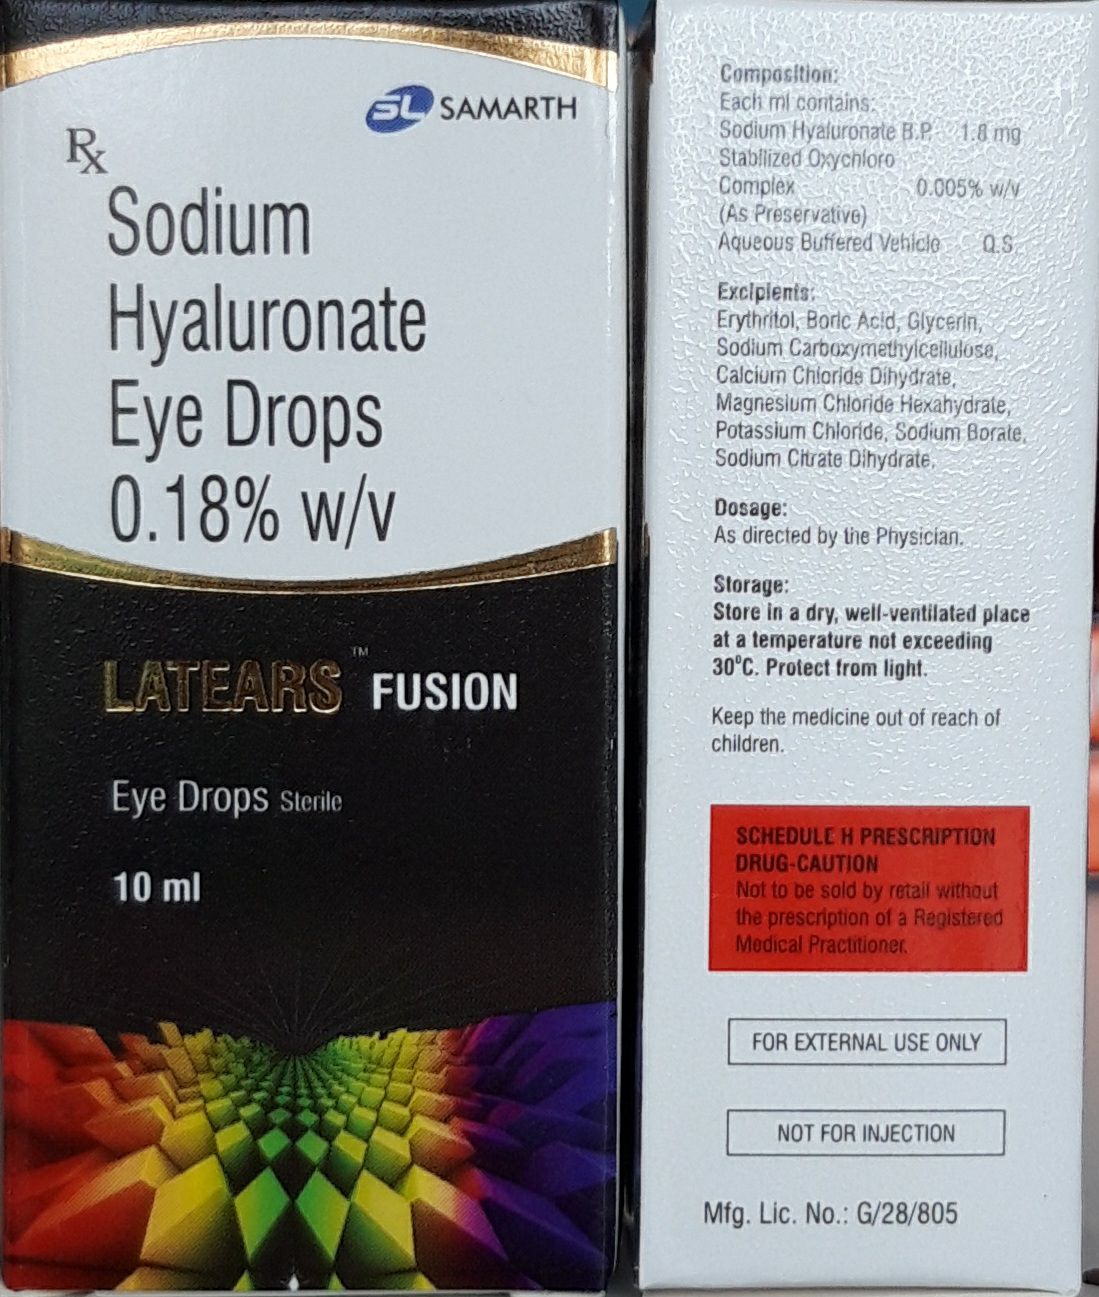 SL SAMARTH
Rx
Sodium
Hyaluronate
Eye Drops
0.18% w/v
LATEARS™ FUSION
Eye Drops Sterile
10 ml
Composition:
Each ml contains:
Sodium Hyaluronate B.P. 1.8 mg
Stabilized Oxychloro
Complex 0.005% w/v
(As Preservative)
Aqueous Buffered Vehicle Q.S.
Excipients:
Erythritol, Boric Acid, Glycerin,
Sodium Carboxymethylcellulose,
Calcium Chloride Dihydrate,
Magnesium Chloride Hexahydrate,
Potassium Chloride, Sodium Borate,
Sodium Citrate Dihydrate.
Dosage:
As directed by the Physician.
Storage:
Store in a dry, well-ventilated place
at a temperature not exceeding
30⁰C. Protect from light.
Keep the medicine out of reach of
children.
SCHEDULE H PRESCRIPTION
DRUG-CAUTION
Not to be sold by retail without
the prescription of a Registered
Medical Practitioner.
FOR EXTERNAL USE ONLY
NOT FOR INJECTION
Mfg. Lic. No.: G/28/805